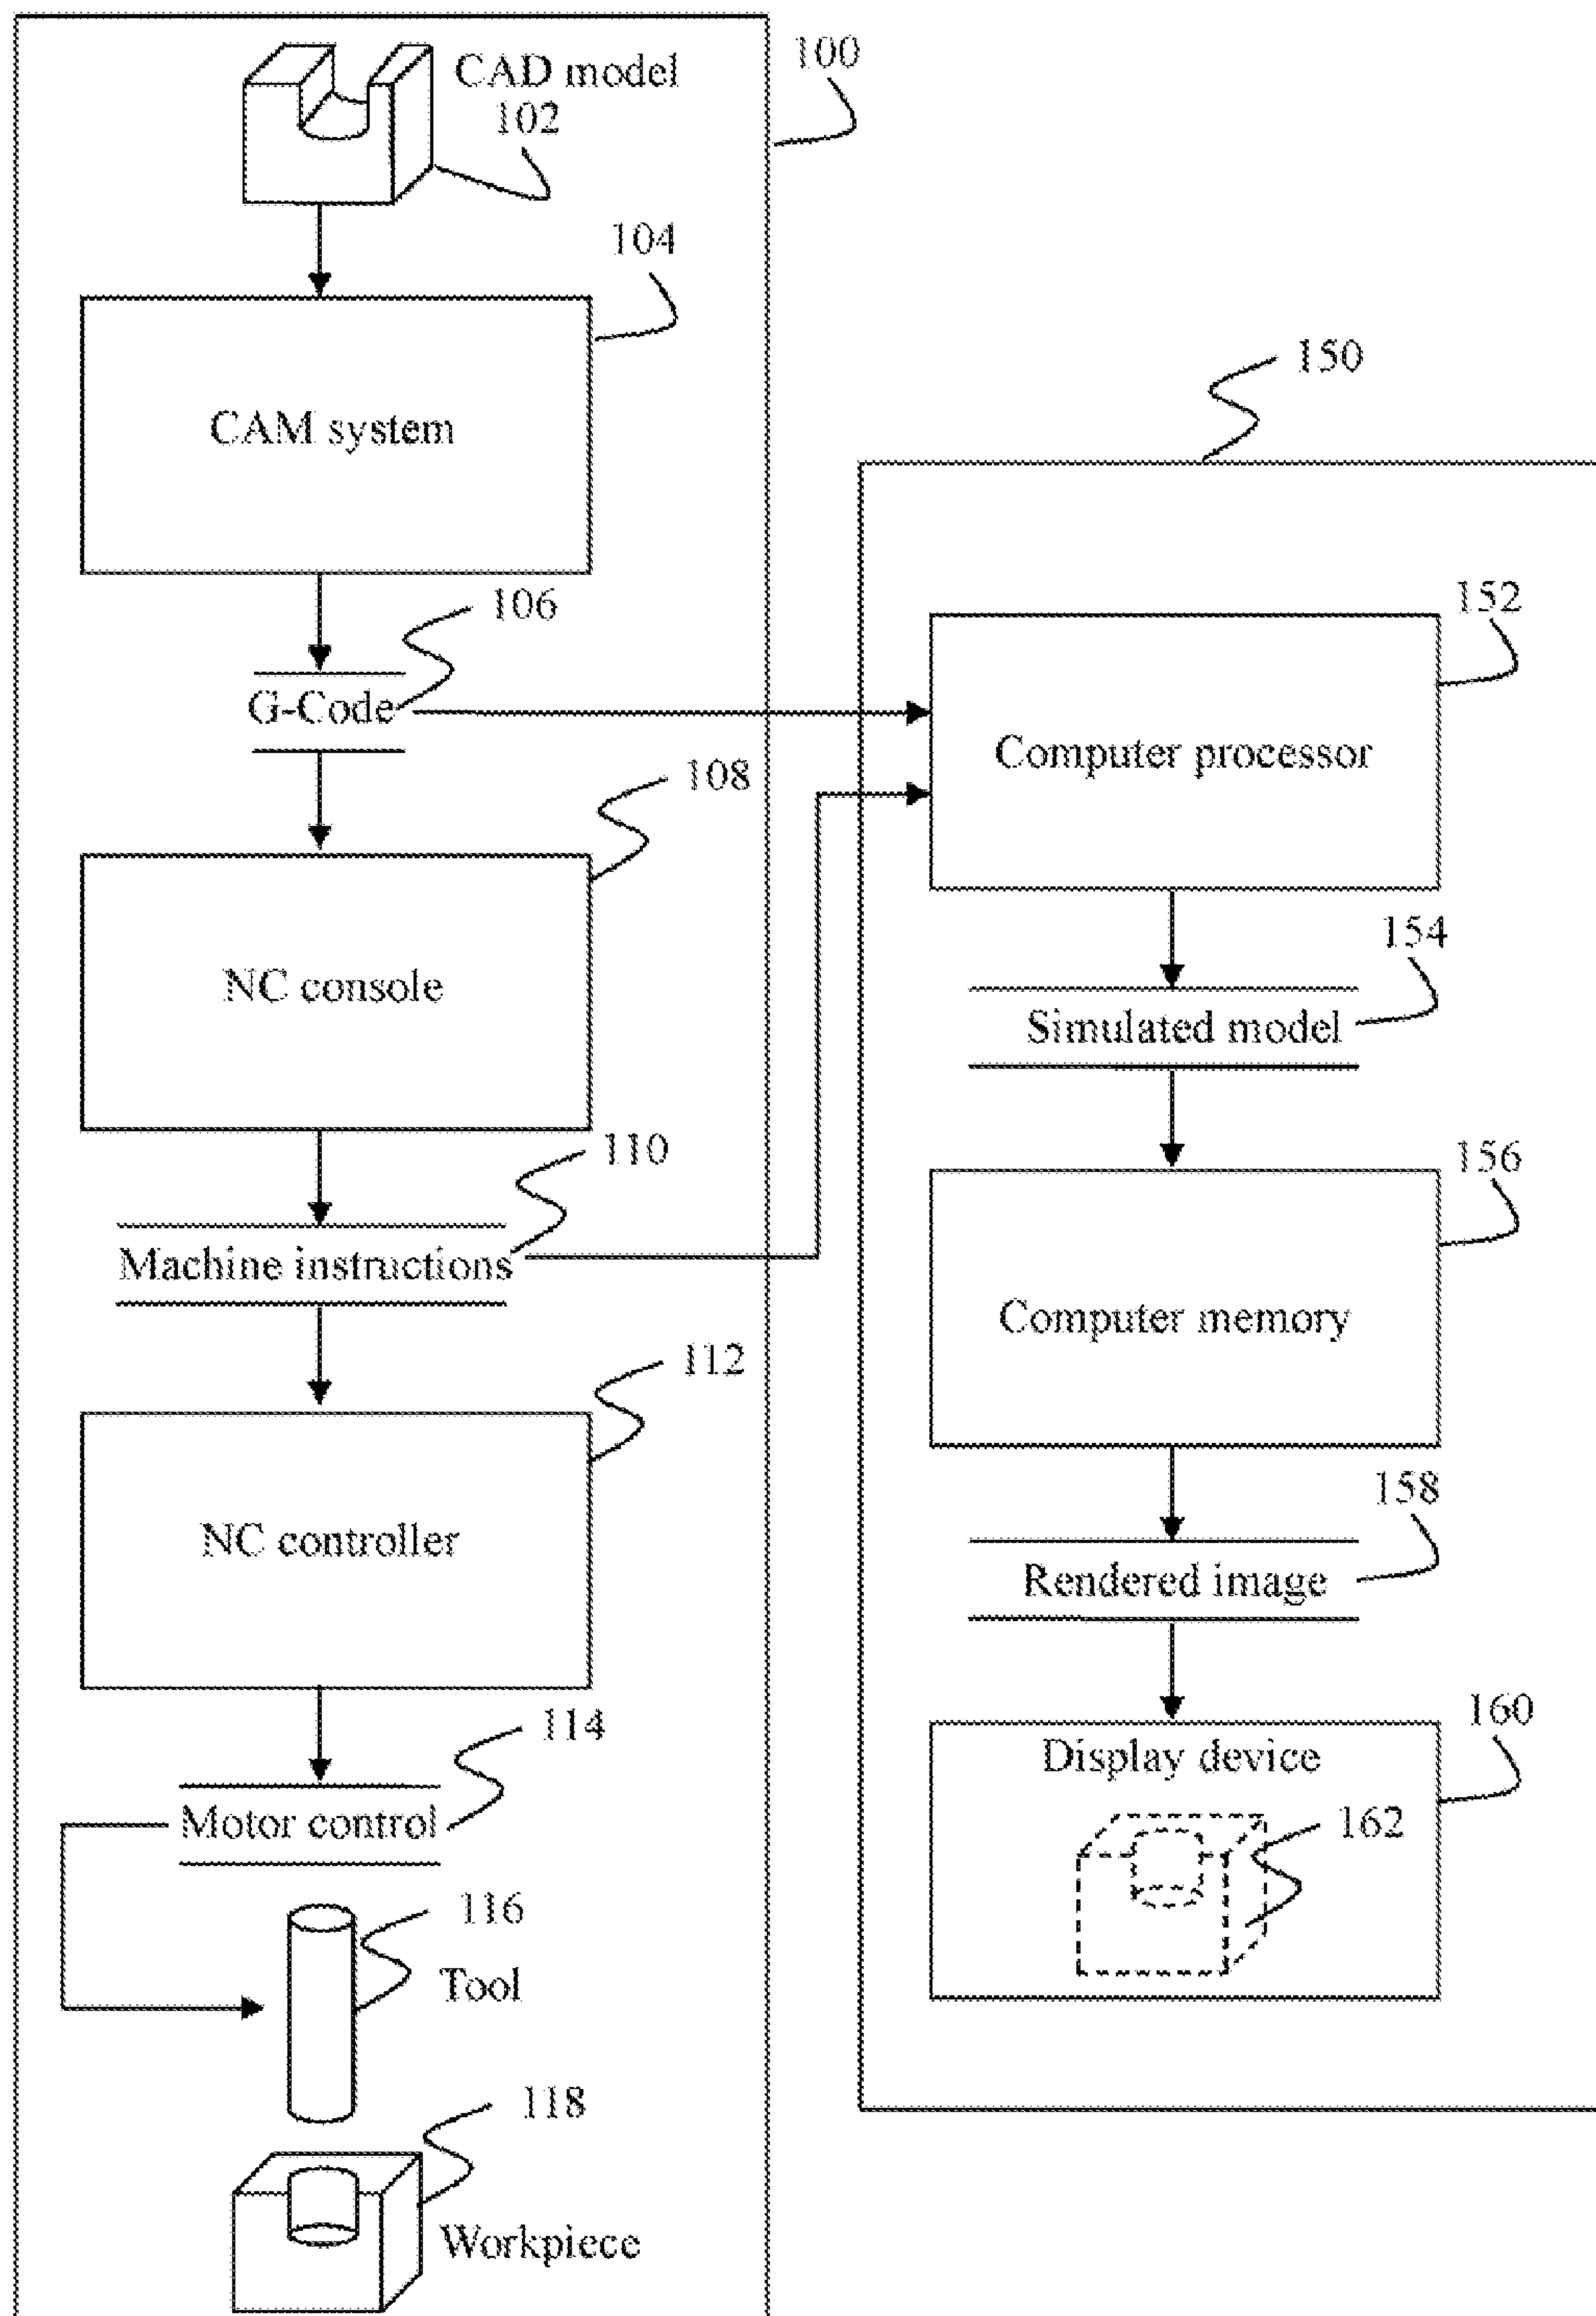 100
CAD model
102
104
CAM system
106
G-Code
108
NC console
110
Machine instructions
112
NC controller
114
Motor control
116
Tool
118
Workpiece
150
152
Computer processor
154
Simulated model
156
Computer memory
158
Rendered image
160
Display device
162